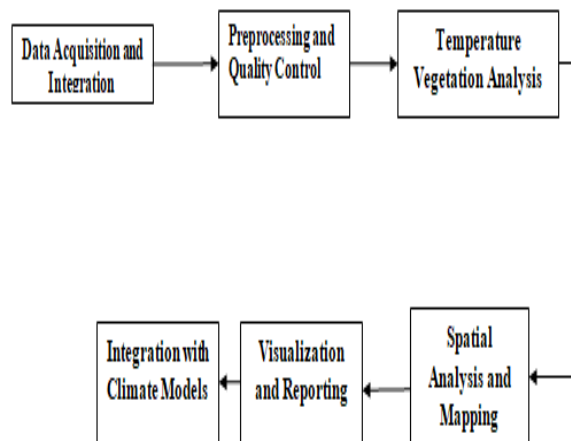 Data Acquisition and
Integration
Preprocessing and
Quality Control
Temperature
Vegetation Analysis
Spatial
Analysis and
Mapping
Visualization
and Reporting
Integration with
Climate Models